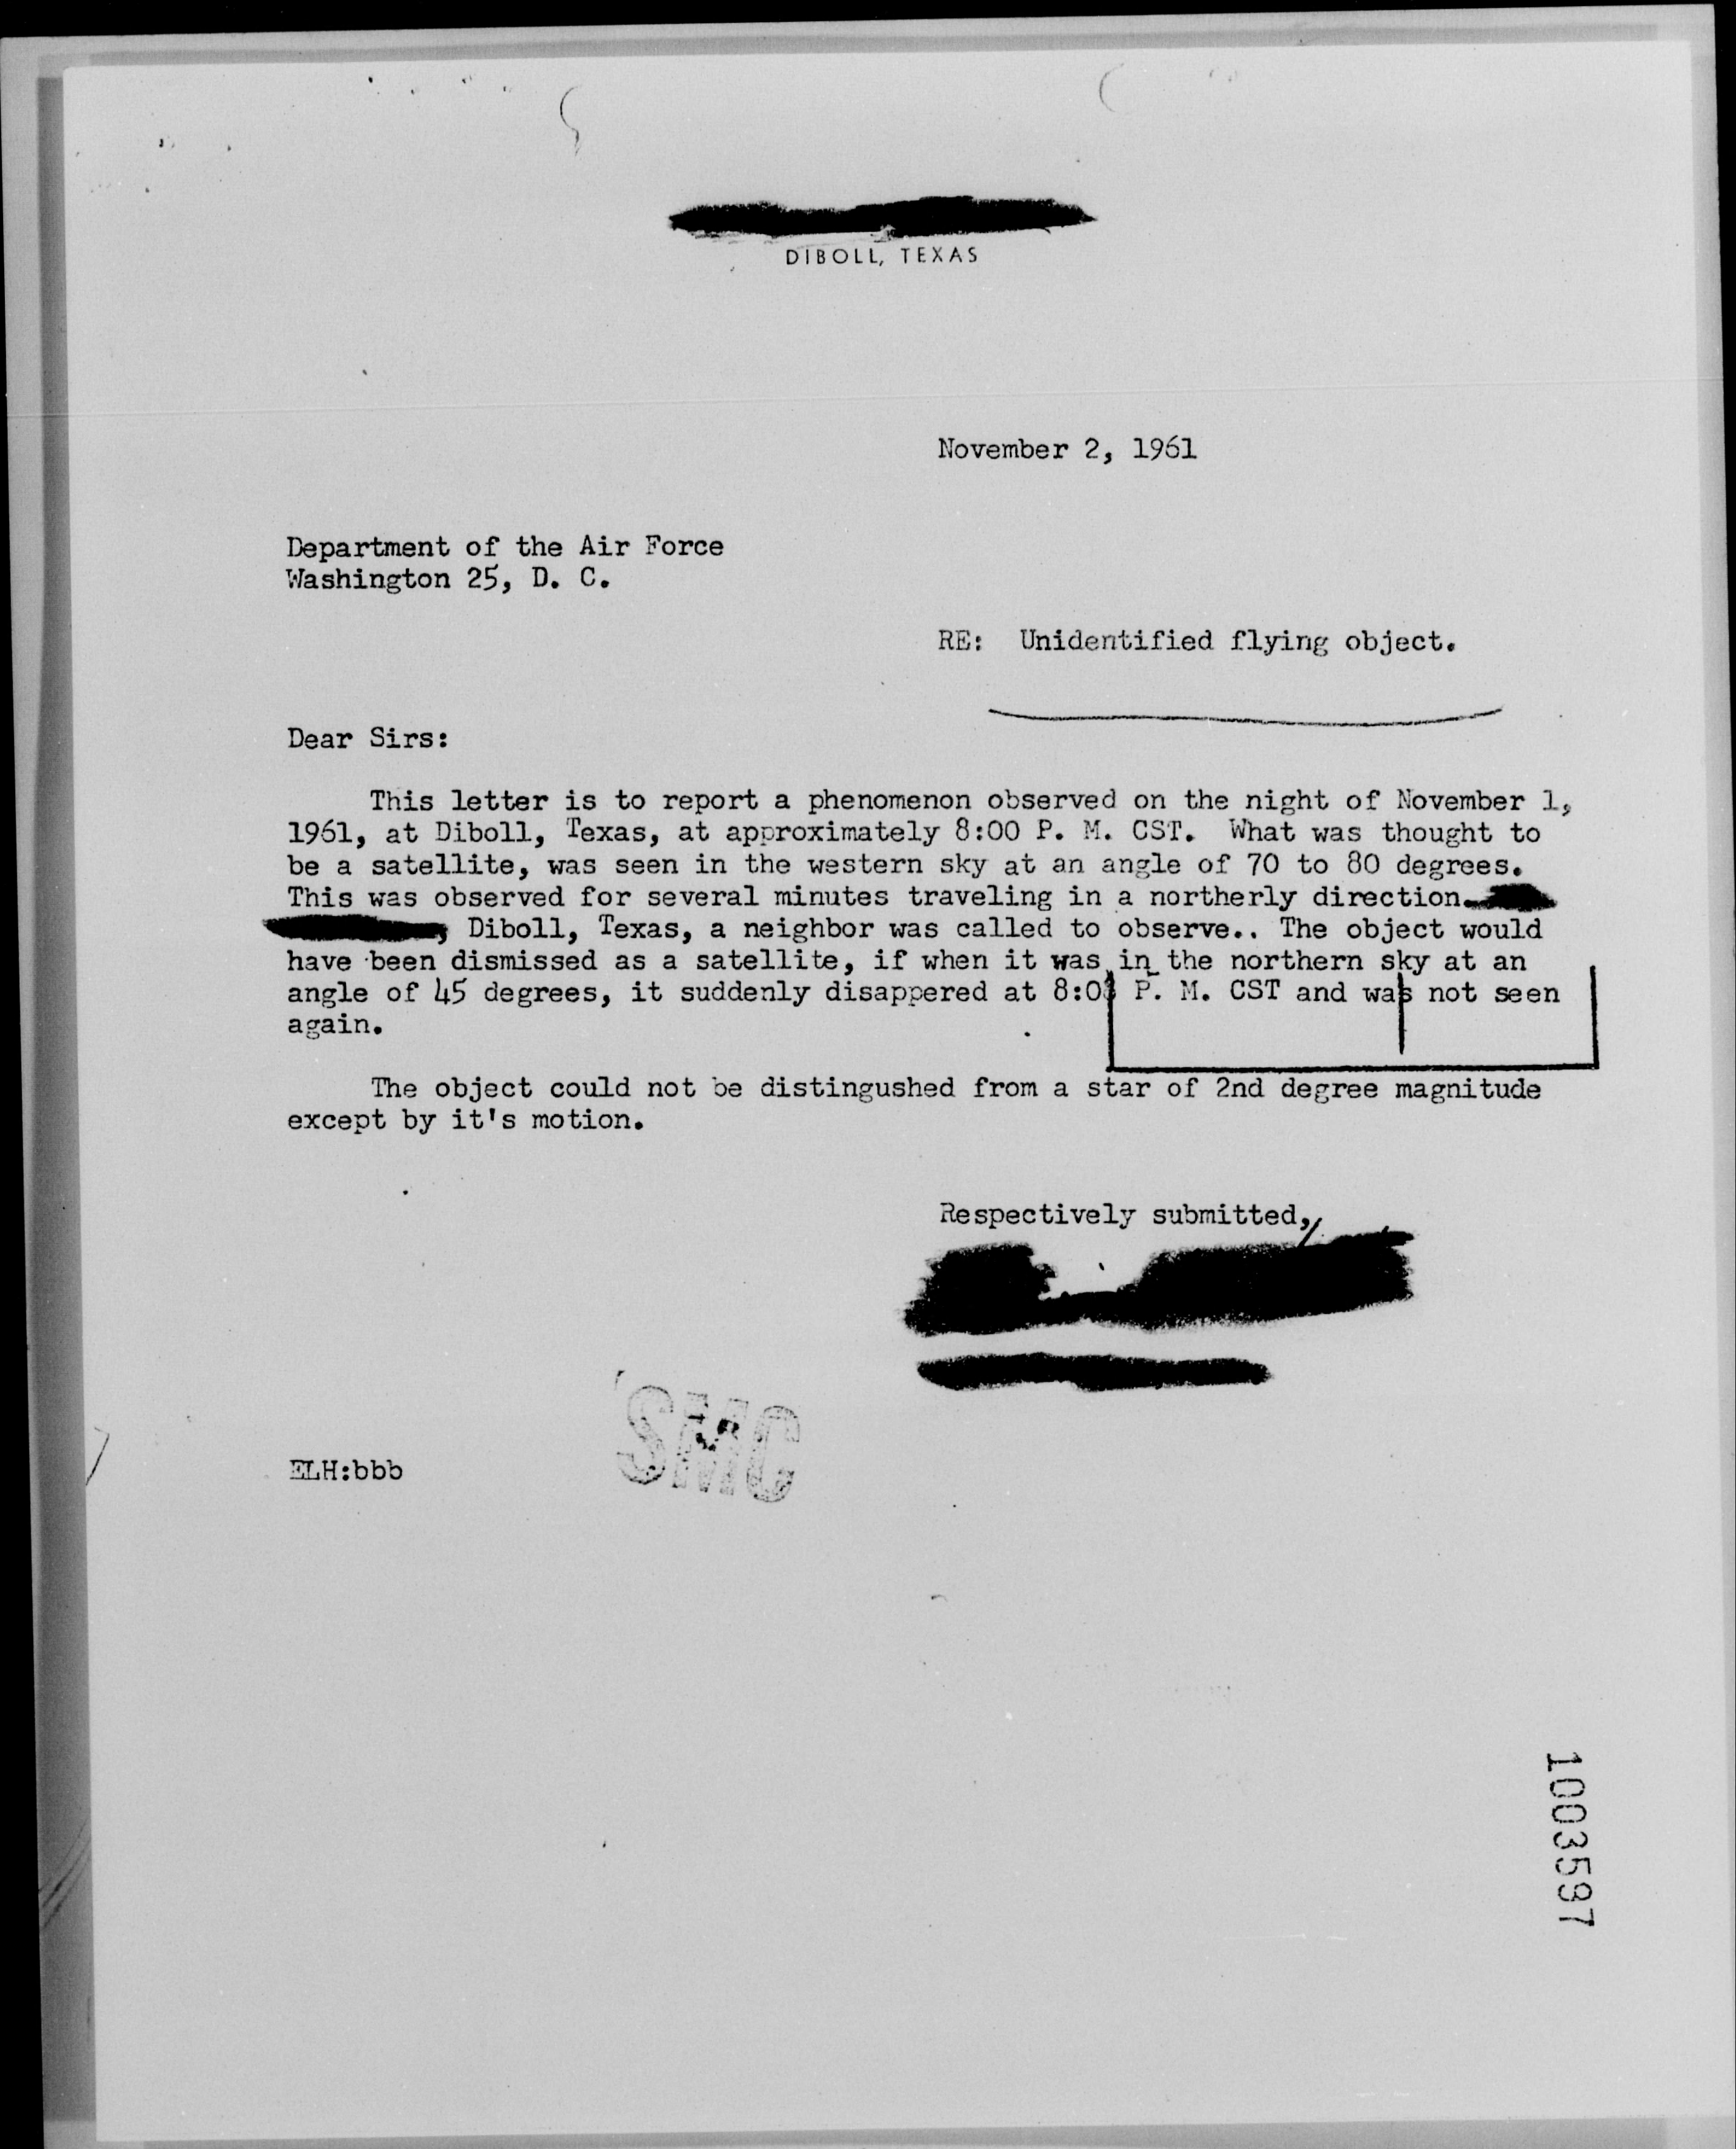 DIBOLL, TEXAS
November 2, 1961
Department of the Air Force
Washington 25, D. C.
RE: Unidentified flying object.
Dear Sirs:
This letter is to report a phenomenon observed on the night of November 1,
1961, at Diboll, Texas, at approximately 8:00 P. M. CST. What was thought to
be a satellite, was seen in the western sky at an angle of 70 to 80 degrees.
This was observed for several minutes traveling in a northerly direction.
, Diboll, Texas, a neighbor was called to observe.. The object would
have been dismissed as a satellite, if when it was in the northern sky at an
angle of 45 degrees, it suddenly disappered at P. M. CST and was not seen
again.
The object could not be distingushed from a star of 2nd degree magnitude
except by it's motion.
Respectively submitted,
SMC
ELH:bbb
1003597